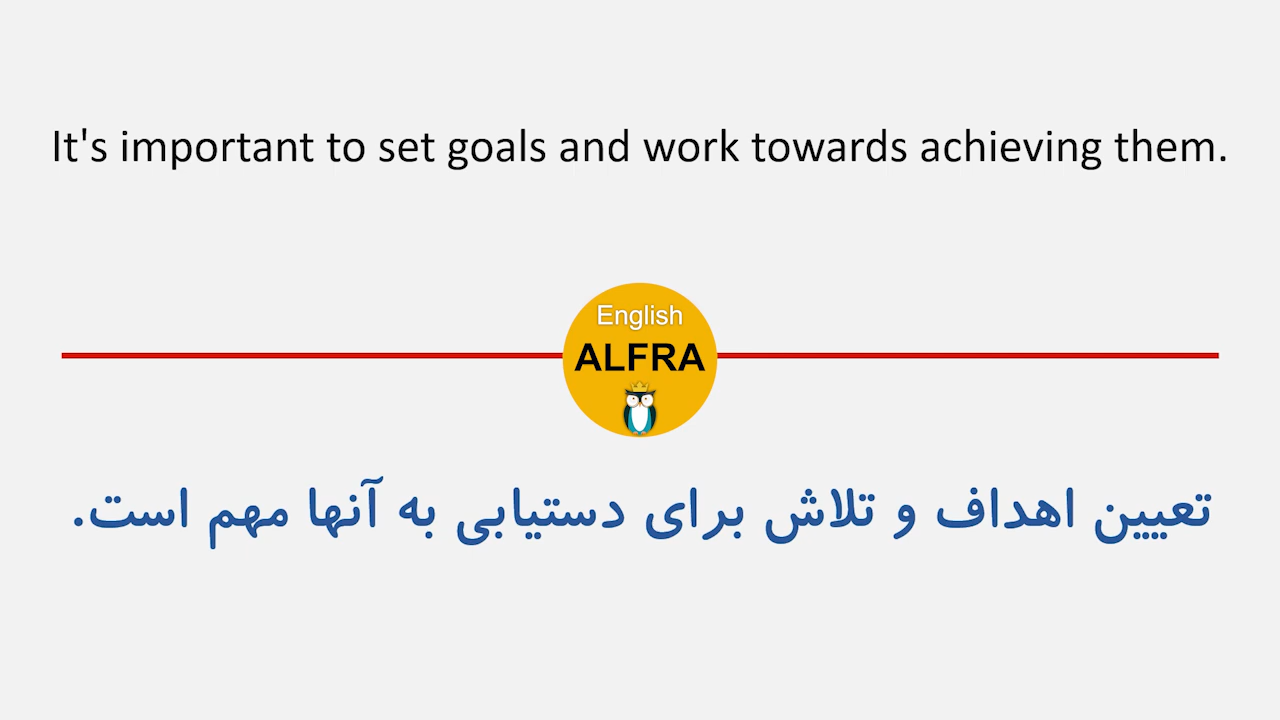 It's important to set goals and work towards achieving them.
English
ALFRA
تعیین اهداف و تلاش برای دستیابی به آنها مهم است.